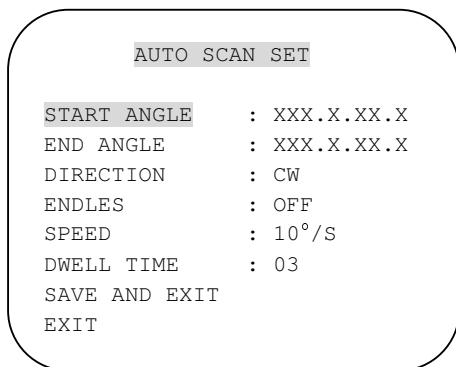 AUTO SCAN SET
START ANGLE : XXX.X.XX.X
END ANGLE : XXX.X.XX.X
DIRECTION : CW
ENDLES : OFF
SPEED : 10°/S
DWELL TIME : 03
SAVE AND EXIT
EXIT